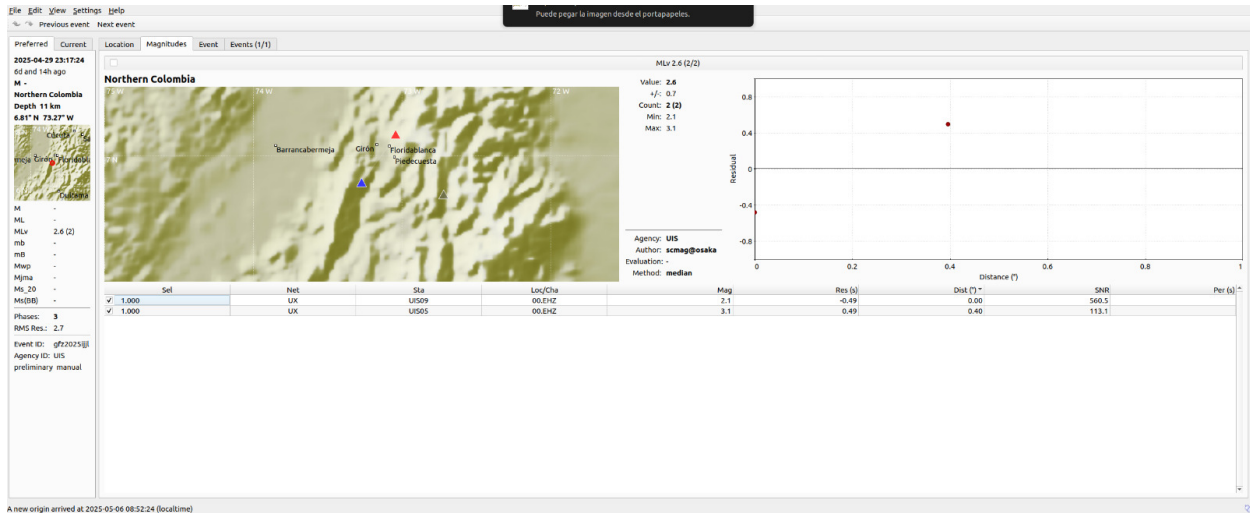 File Edit View Settings Help
Puede pegar la imagen desde el portapapeles.
Previous event Next event
Preferred Current
Location Magnitudes Event Events (1/1)
2025-04-29 23:17:24
6d and 14h ago
M -
Northern Colombia
Depth 11 km
6.81° N 73.27° W
Cúcuta
meja Girón Floridabl
Duitama
M -
ML -
MLv 2.6 (2)
mb -
mB -
Mwp -
Mjma -
Ms_20 -
Ms(BB) -
Phases: 3
RMS Res.: 2.7
Agency ID: UIS
preliminary manual
MLv 2.6 (2/2)
Northern Colombia
75 W 74 W 72 W
7 N
Barrancabermeja Girón Floridablanca
Piedecuesta
Value: 2.6
+/-: 0.7
Count: 2 (2)
Min: 2.1
Max: 3.1
Agency: UIS
Author: scmag@osaka
Evaluation: -
Method: median
Residual
0.8
0.4
0
-0.4
-0.8
0 0.2 0.4 0.6 0.8 1
Distance (°)
Sel Net Sta Loc/Cha Mag Res (s) Dist (°) SNR Per (s)
1.000 UX UIS09 00.EHZ 2.1 -0.49 0.00 560.5
1.000 UX UIS05 00.EHZ 3.1 0.49 0.40 113.1
A new origin arrived at 2025-05-06 08:52:24 (localtime)